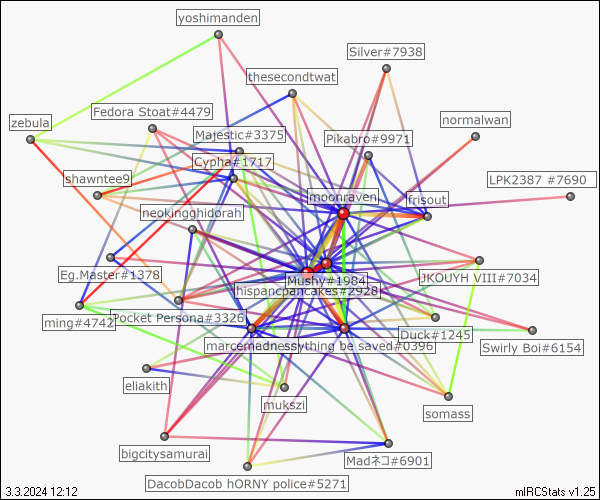 yoshimanden
Silver#7938
thesecondtwat
Fedora Stoat#4479
normalwan
zebula
Majestic#3375
Pikabro#9971
Cypha#1717
shawntee9
LPK2387 #7690
moonraven
frisout
neokingghidorah
Eg.Master#1378
Mushy#1984
JKOUYH VIII#7034
hispancpancakes#2928
ming#4742
Pocket Persona#3326
Duck#1245
marcemadness
ything be saved#0396
Swirly Boi#6154
eliakith
mukszi
somass
bigcitysamurai
Madネコ#6901
DacobDacob hORNY police#5271
3.3.2024 12:12
mIRCStats v1.25